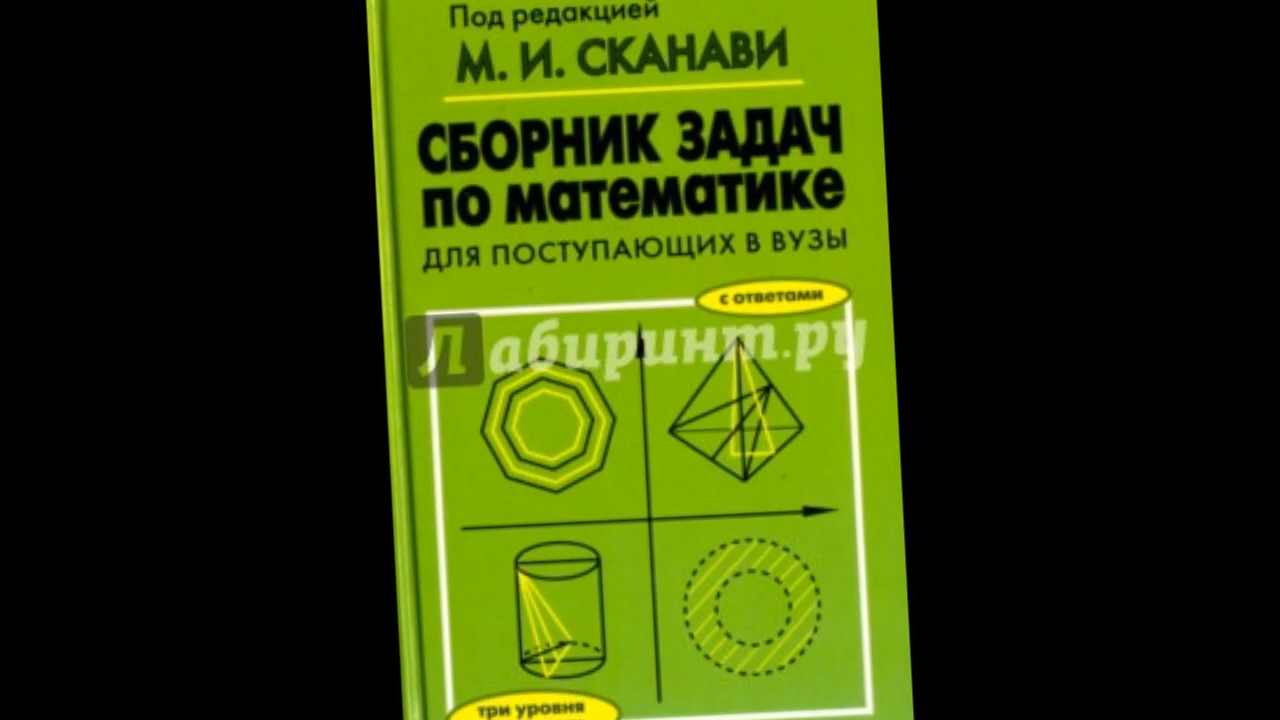 Под редакцией
М. И. СКАНАВИ
СБОРНИК ЗАДАЧ
по математике
ДЛЯ ПОСТУПАЮЩИХ В ВУЗЫ
с ответами
Лабиринт.ру
три уровня